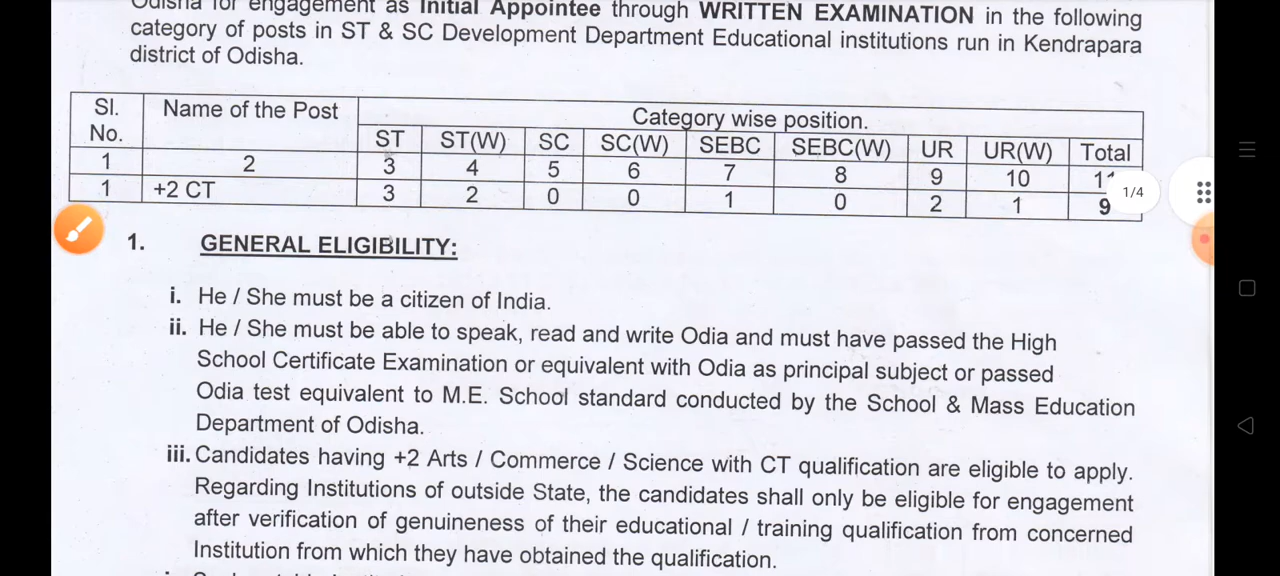 Odisha for engagement as Initial Appointee through WRITTEN EXAMINATION in the following
category of posts in ST & SC Development Department Educational institutions run in Kendrapara
district of Odisha.
Sl. No. Name of the Post Category wise position.
ST ST(W) SC SC(W) SEBC SEBC(W) UR UR(W) Total
1 2 3 4 5 6 7 8 9 10
1 +2 CT 3 2 0 0 1 0 2 1 9
1/4
1. GENERAL ELIGIBILITY:
i. He / She must be a citizen of India.
ii. He / She must be able to speak, read and write Odia and must have passed the High
School Certificate Examination or equivalent with Odia as principal subject or passed
Odia test equivalent to M.E. School standard conducted by the School & Mass Education
Department of Odisha.
iii. Candidates having +2 Arts / Commerce / Science with CT qualification are eligible to apply.
Regarding Institutions of outside State, the candidates shall only be eligible for engagement
after verification of genuineness of their educational / training qualification from concerned
Institution from which they have obtained the qualification.